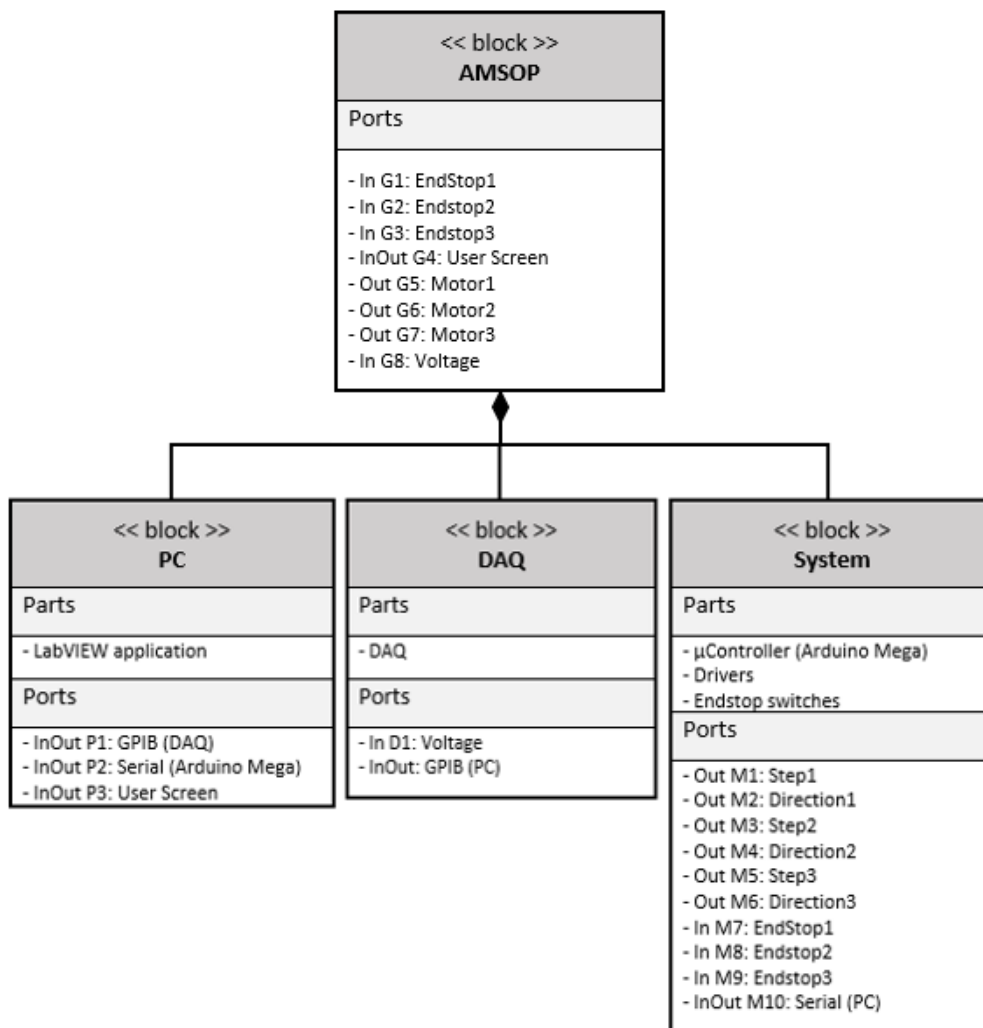 << block >>
AMSOP
Ports
- In G1: EndStop1
- In G2: Endstop2
- In G3: Endstop3
- InOut G4: User Screen
- Out G5: Motor1
- Out G6: Motor2
- Out G7: Motor3
- In G8: Voltage
<< block >>
PC
Parts
- LabVIEW application
Ports
- InOut P1: GPIB (DAQ)
- InOut P2: Serial (Arduino Mega)
- InOut P3: User Screen
<< block >>
DAQ
Parts
- DAQ
Ports
- In D1: Voltage
- InOut: GPIB (PC)
<< block >>
System
Parts
- µController (Arduino Mega)
- Drivers
- Endstop switches
Ports
- Out M1: Step1
- Out M2: Direction1
- Out M3: Step2
- Out M4: Direction2
- Out M5: Step3
- Out M6: Direction3
- In M7: EndStop1
- In M8: Endstop2
- In M9: Endstop3
- InOut M10: Serial (PC)